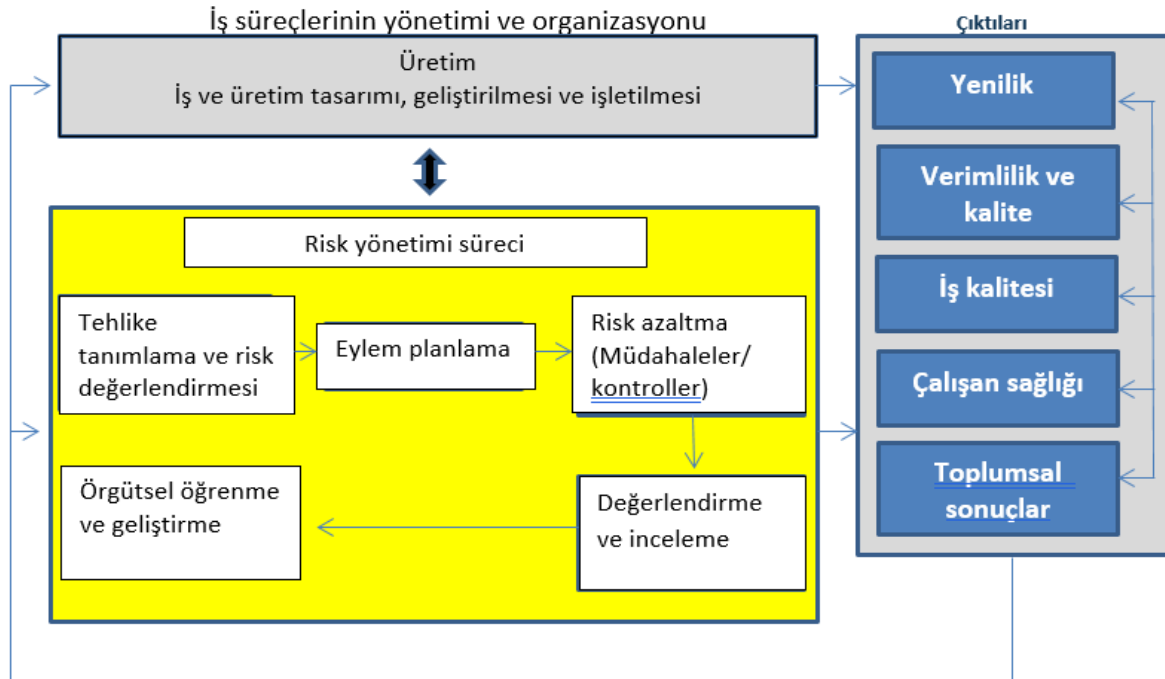 İş süreçlerinin yönetimi ve organizasyonu
Çıktıları
Üretim
İş ve üretim tasarımı, geliştirilmesi ve işletilmesi
Yenilik
Verimlilik ve
kalite
İş kalitesi
Çalışan sağlığı
Toplumsal
sonuçlar
Risk yönetimi süreci
Tehlike
tanımlama ve risk
değerlendirmesi
Eylem planlama
Risk azaltma
(Müdahaleler/
kontroller)
Değerlendirme
ve inceleme
Örgütsel öğrenme
ve geliştirme